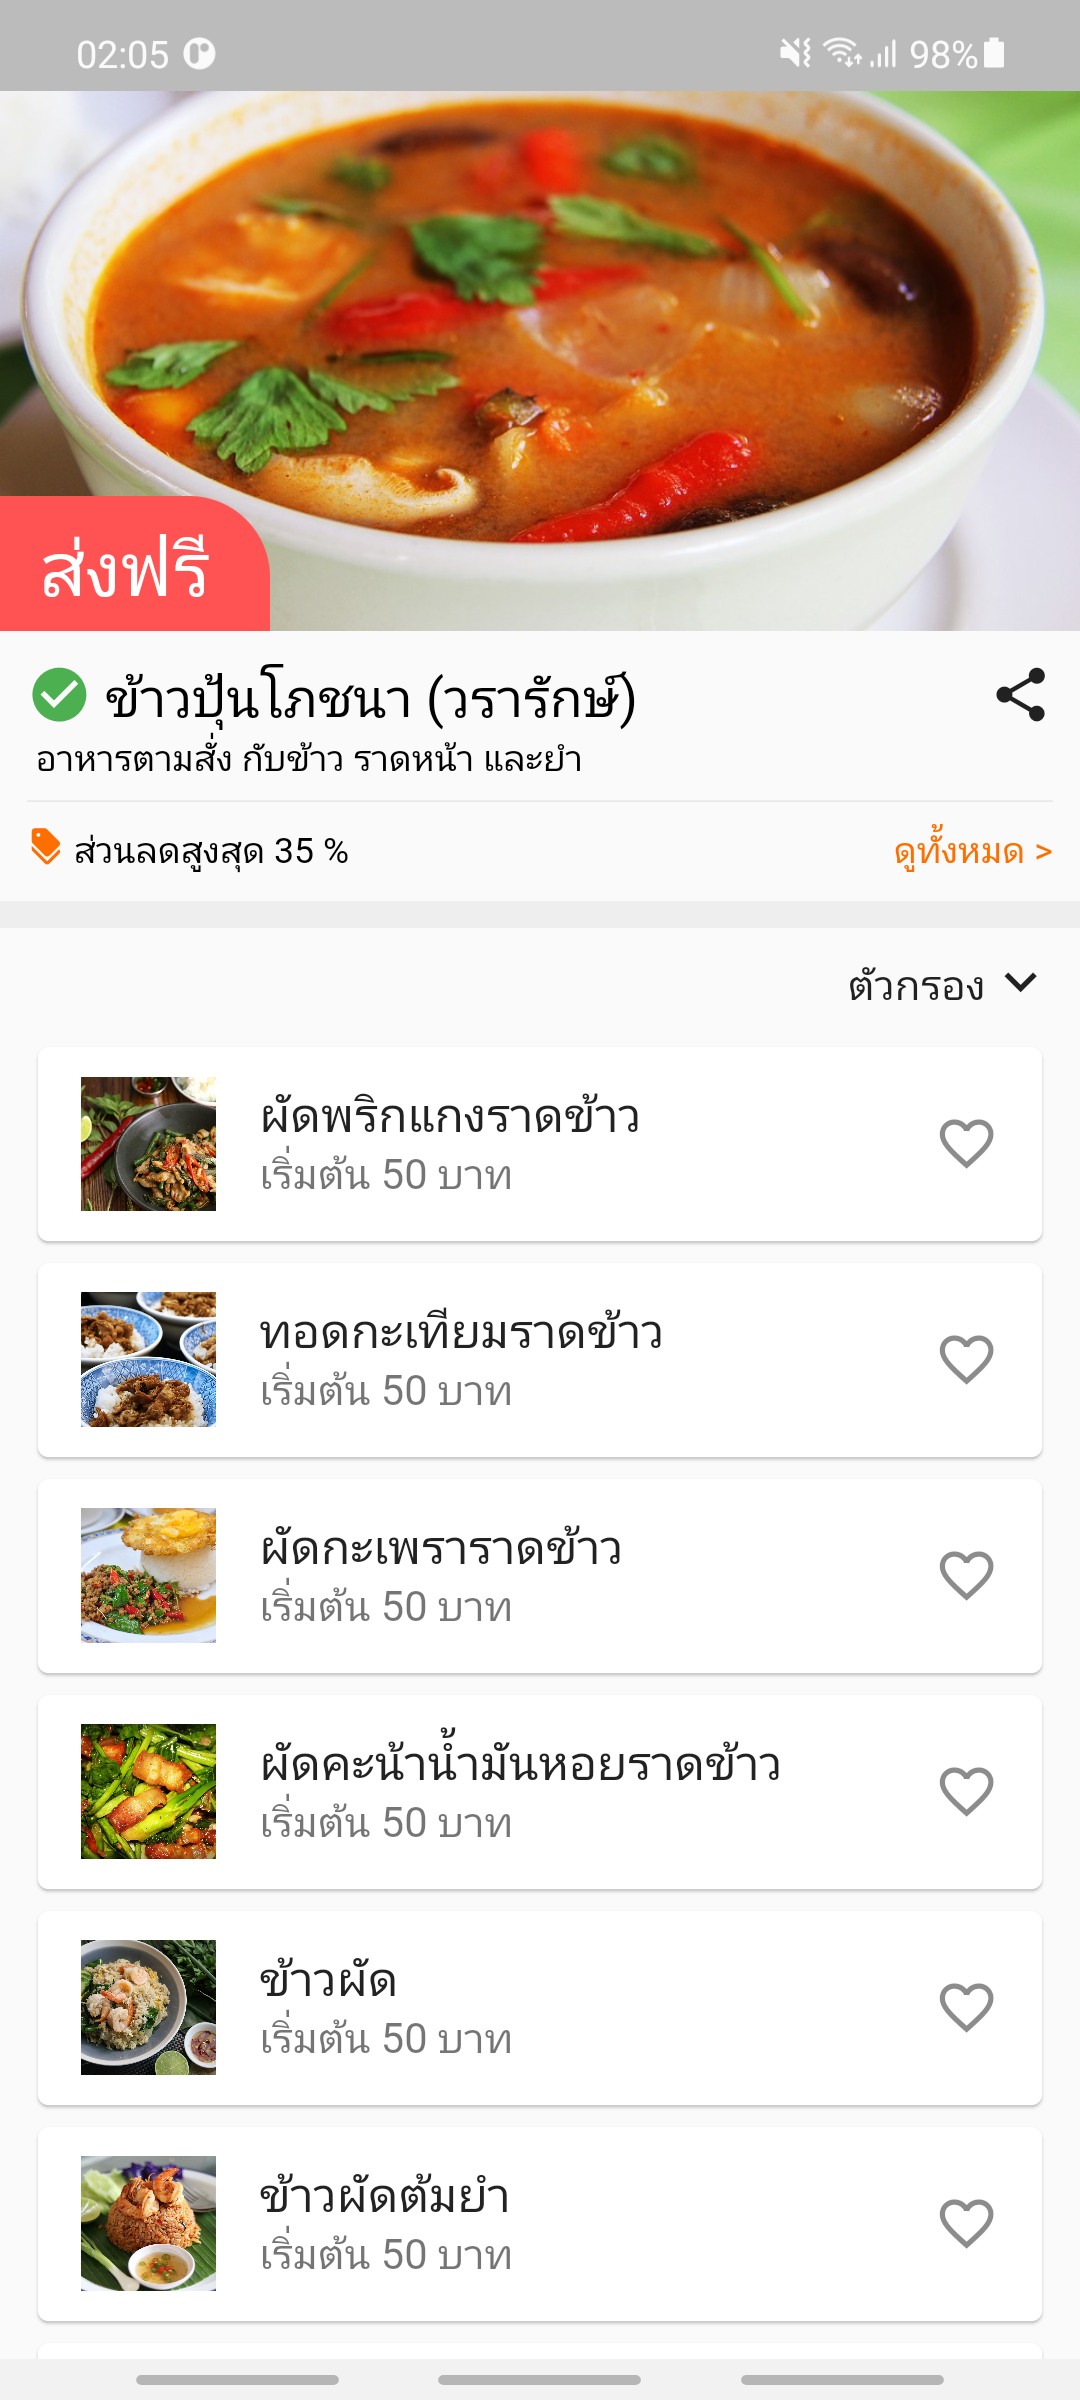 02:05
98%
ส่งฟรี
ข้าวปุ้นโภชนา (วรารักษ์)
อาหารตามสั่ง กับข้าว ราดหน้า และยำ
ส่วนลดสูงสุด 35 %
ดูทั้งหมด >
ตัวกรอง
ผัดพริกแกงราดข้าว
เริ่มต้น 50 บาท
ทอดกะเทียมราดข้าว
เริ่มต้น 50 บาท
ผัดกะเพราราดข้าว
เริ่มต้น 50 บาท
ผัดคะน้าน้ำมันหอยราดข้าว
เริ่มต้น 50 บาท
ข้าวผัด
เริ่มต้น 50 บาท
ข้าวผัดต้มยำ
เริ่มต้น 50 บาท